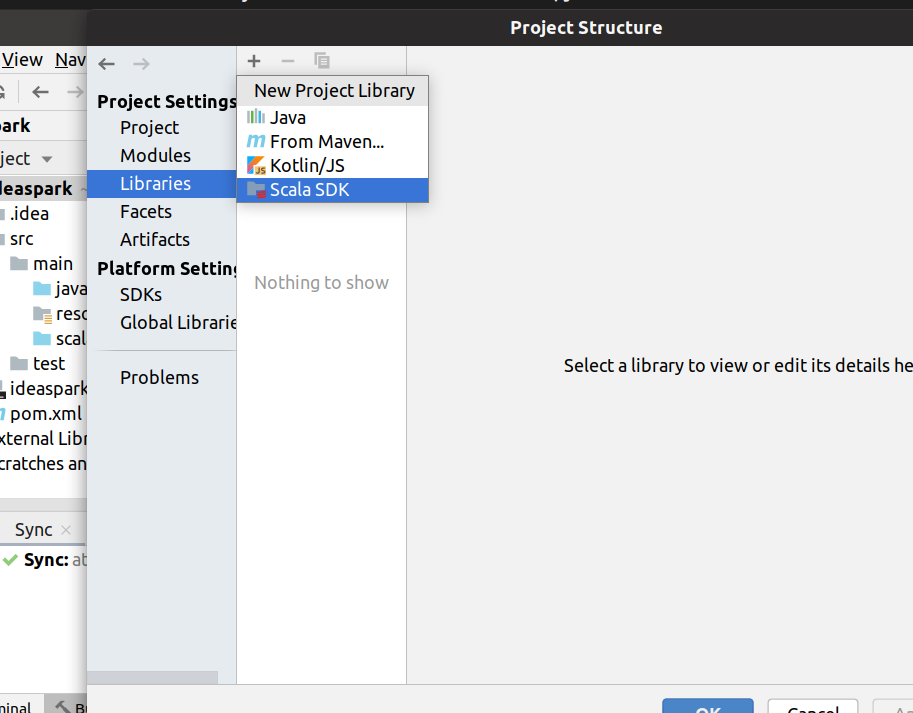 Project Structure
View Nav
Project Settings
Project
Modules
Libraries
Facets
Artifacts
Platform Setting
SDKs
Global Librarie
Problems
New Project Library
Java
From Maven...
Kotlin/JS
Scala SDK
Nothing to show
Select a library to view or edit its details he
ark
ject
deaspark ~
.idea
src
main
java
reso
scal
test
ideaspark
pom.xml
xternal Libr
cratches an
Sync
Sync: at
minal
Bu
OK
Cancel